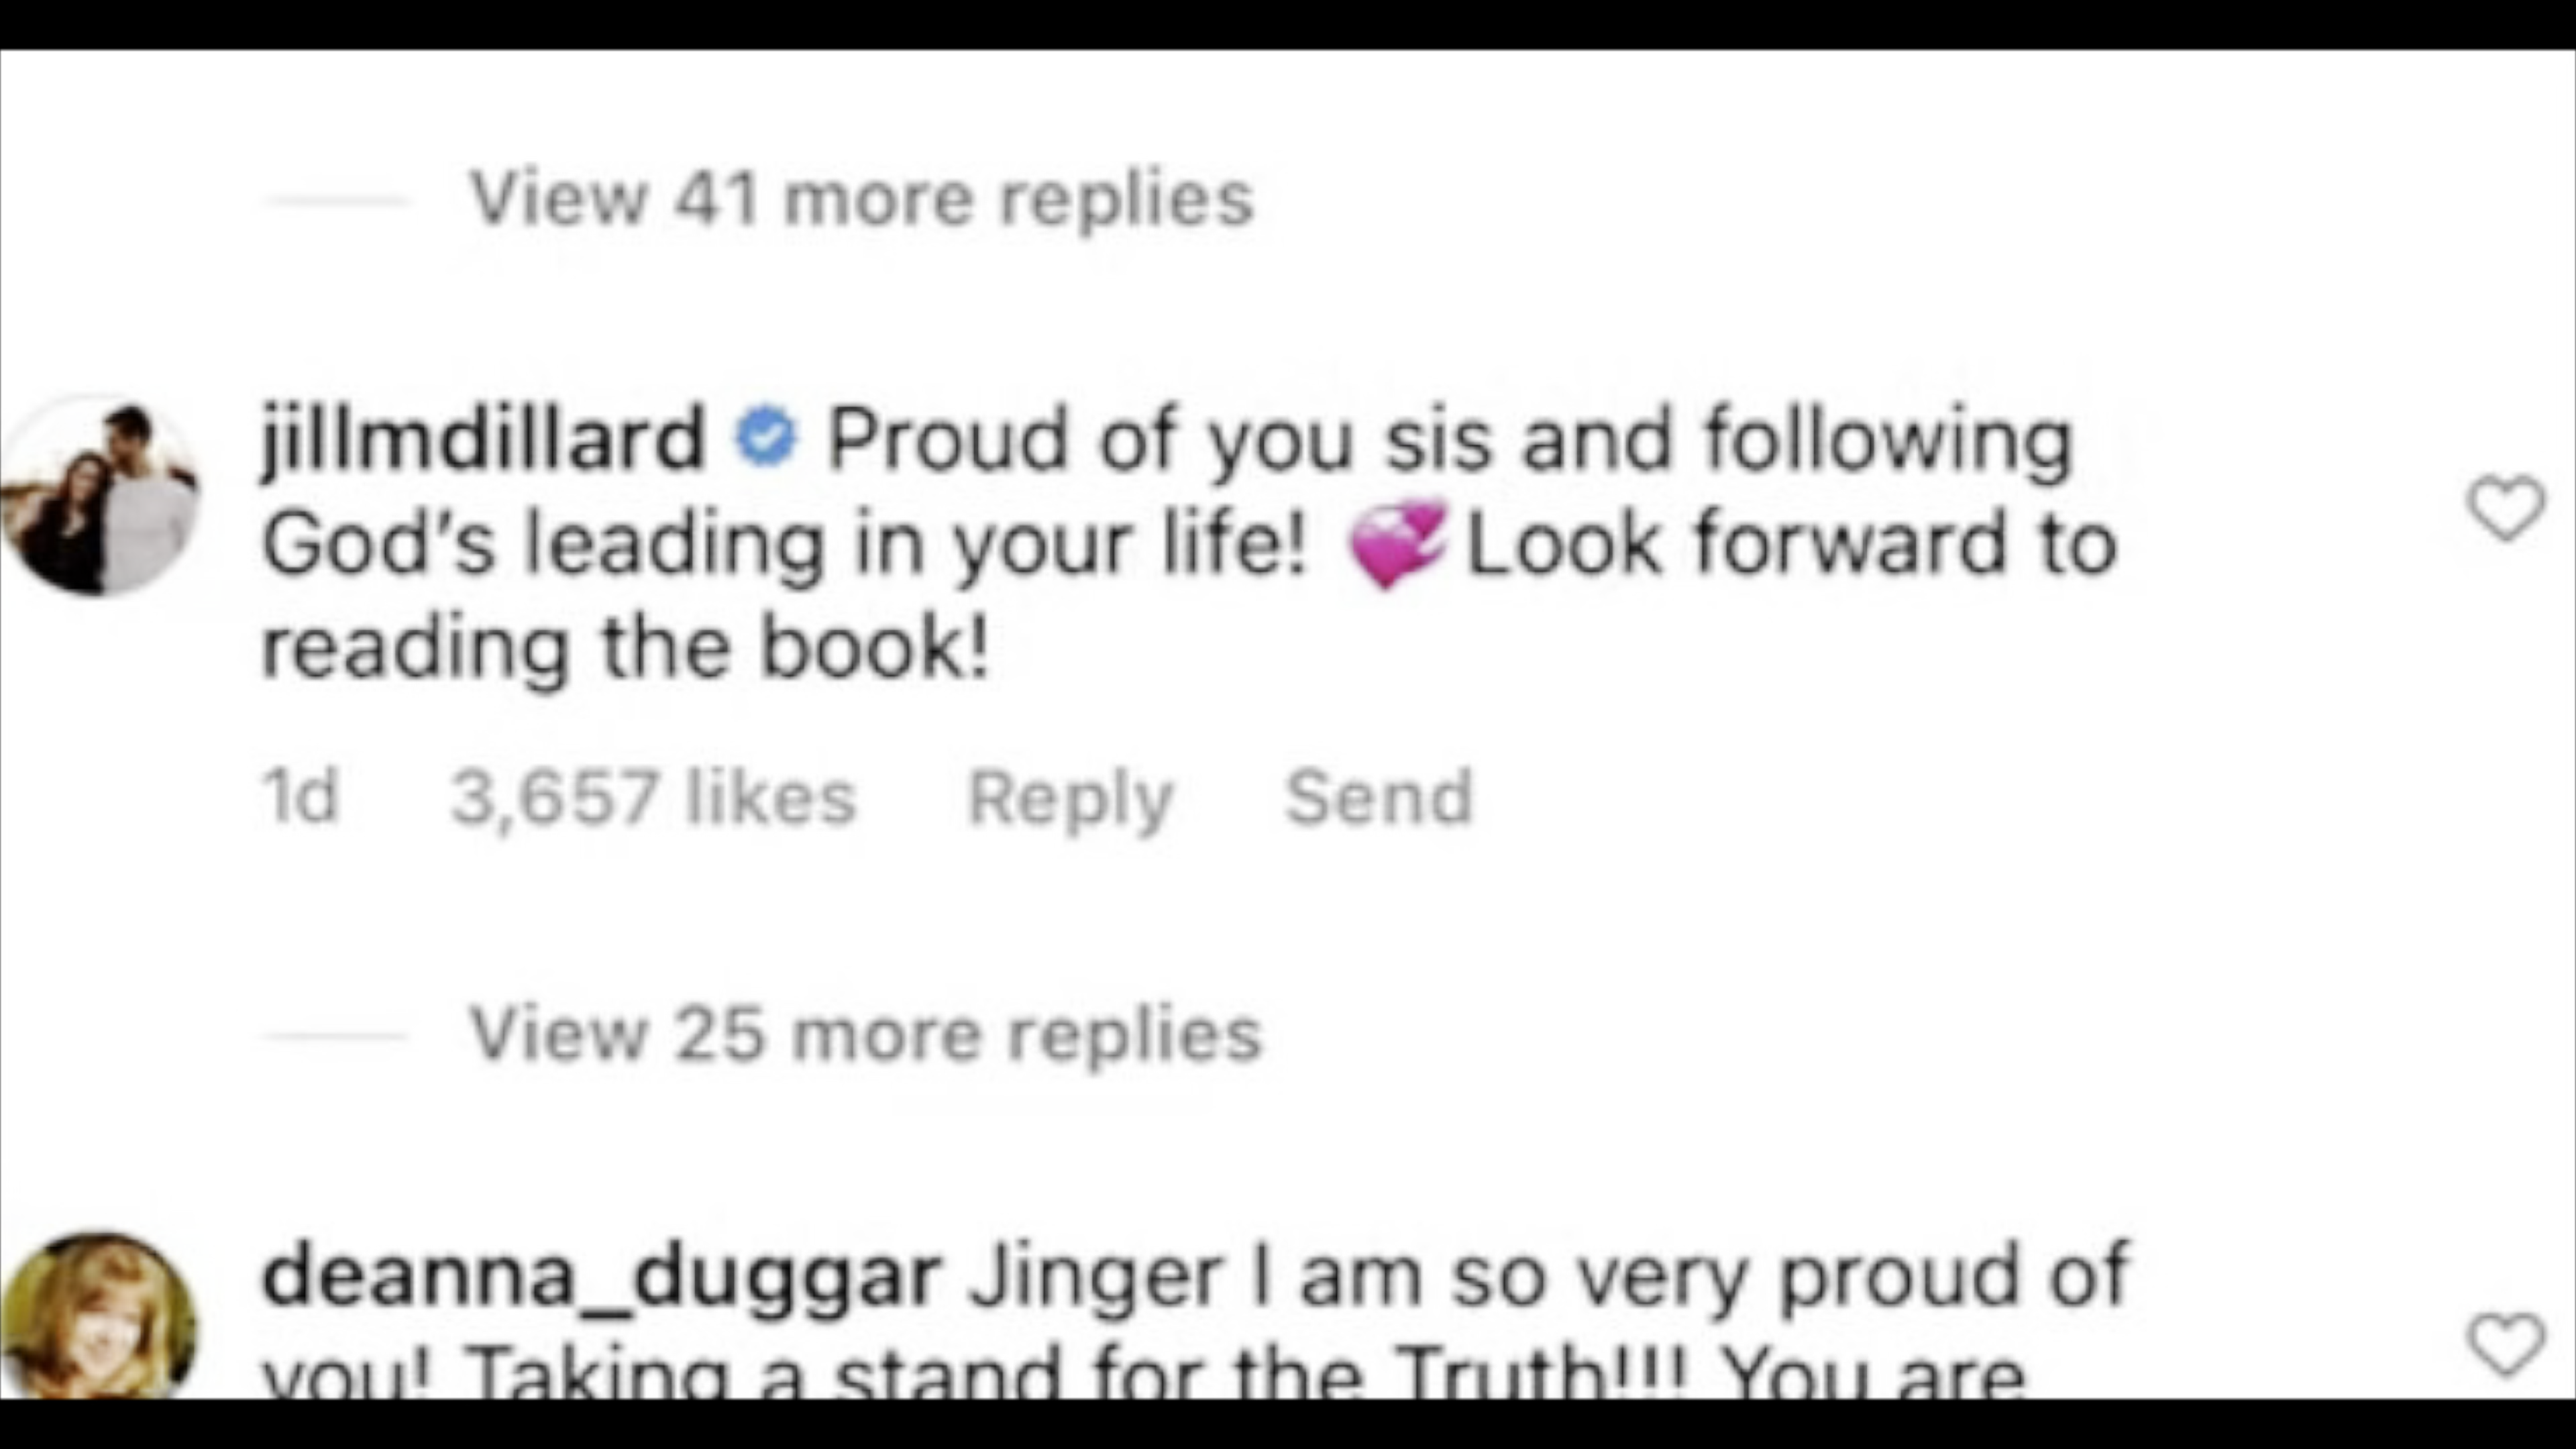 View 41 more replies
jillmdillard Proud of you sis and following
God's leading in your life! 💞Look forward to
reading the book!
1d 3,657 likes Reply Send
View 25 more replies
deanna_duggar Jinger I am so very proud of
you! Taking a stand for the Truth!!! You are